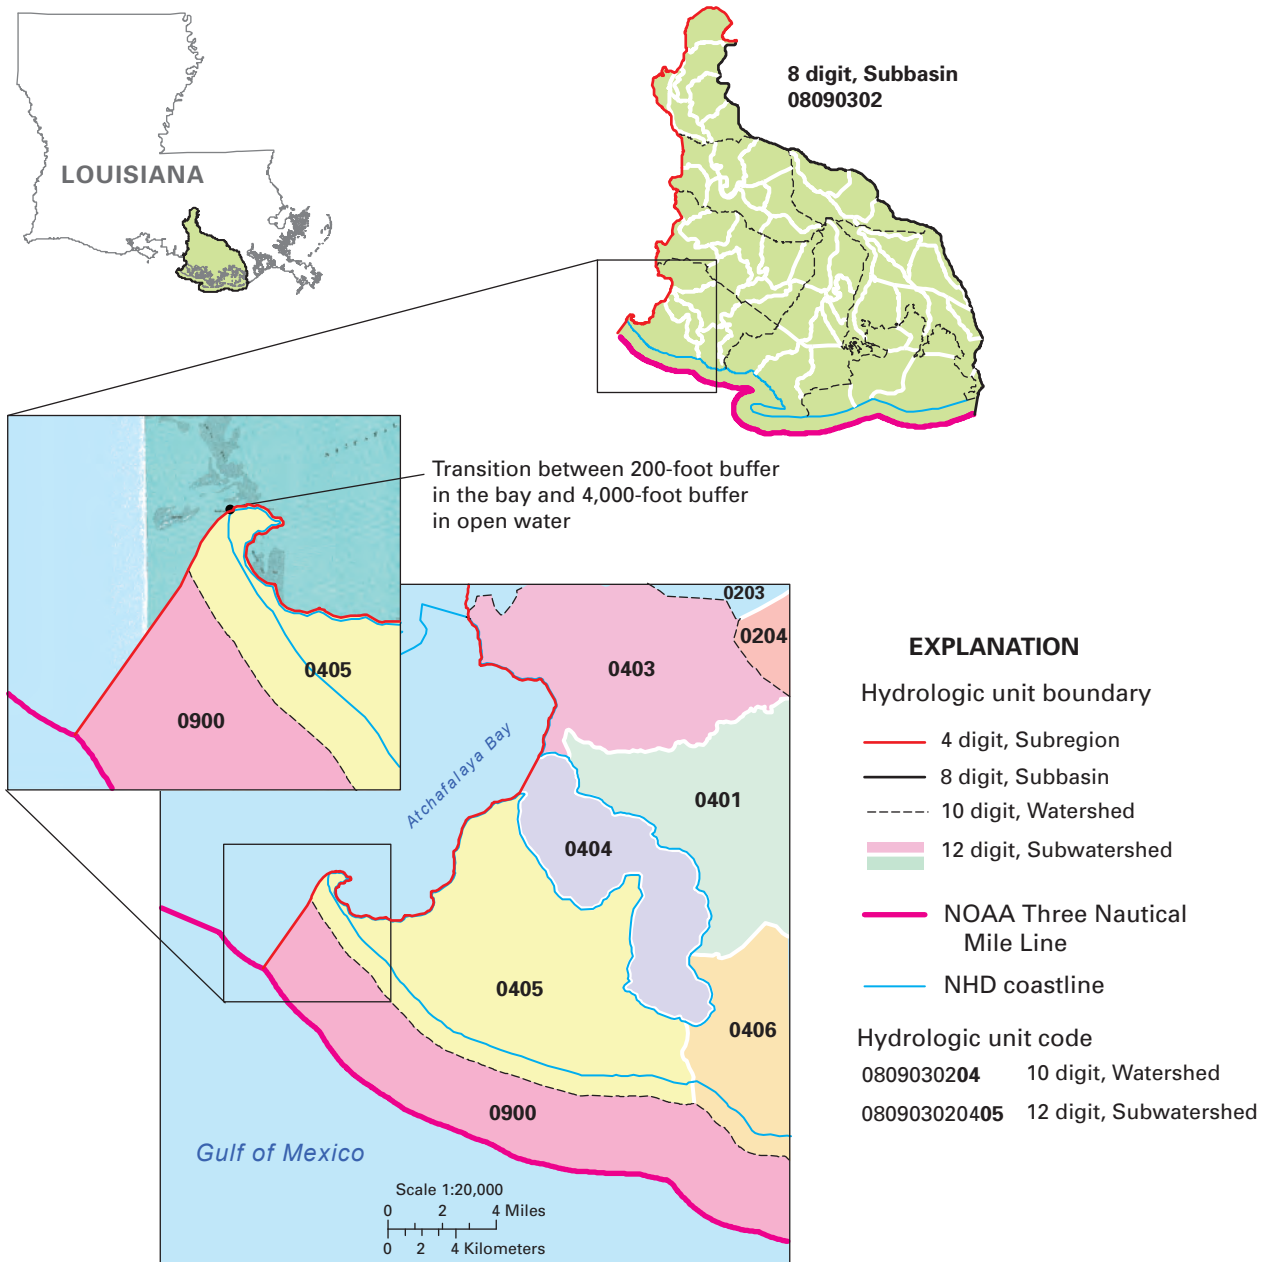 LOUISIANA
8 digit, Subbasin
08090302
Transition between 200-foot buffer
in the bay and 4,000-foot buffer
in open water
0405
0900
0203
0204
0403
Atchafalaya Bay
0401
0404
0405
0406
0900
Gulf of Mexico
Scale 1:20,000
0 2 4 Miles
0 2 4 Kilometers
EXPLANATION
Hydrologic unit boundary
4 digit, Subregion
8 digit, Subbasin
10 digit, Watershed
12 digit, Subwatershed
NOAA Three Nautical
Mile Line
NHD coastline
Hydrologic unit code
0809030204 10 digit, Watershed
080903020405 12 digit, Subwatershed